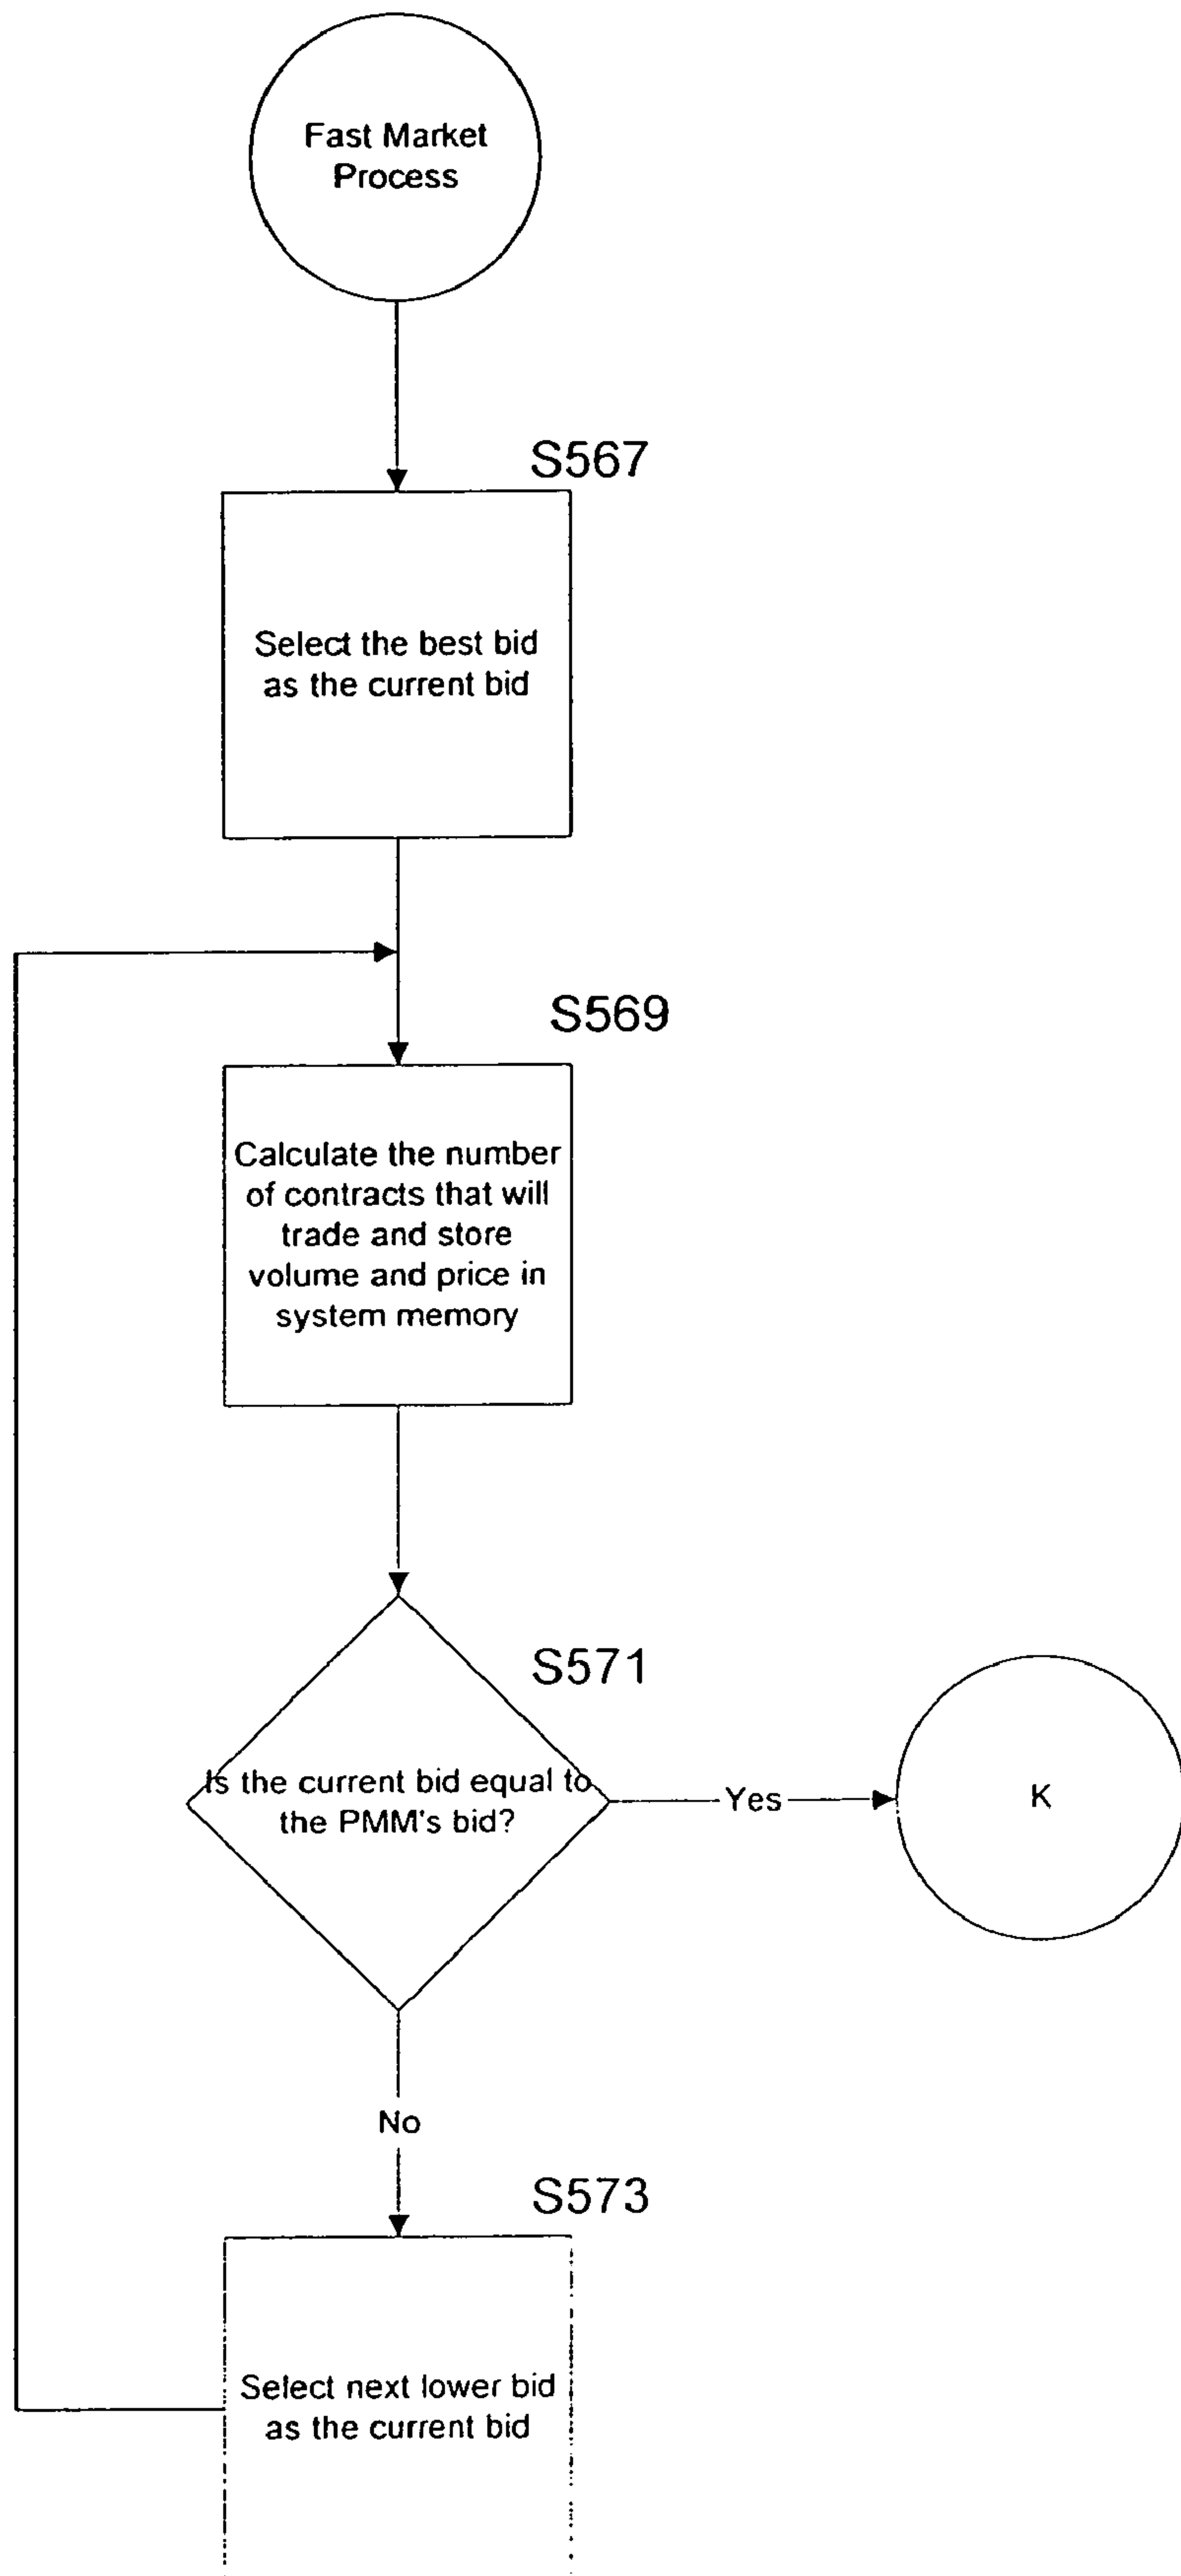 Fast Market
Process
S567
Select the best bid
as the current bid
S569
Calculate the number
of contracts that will
trade and store
volume and price in
system memory
S571
Is the current bid equal to
the PMM's bid?
Yes
K
No
S573
Select next lower bid
as the current bid